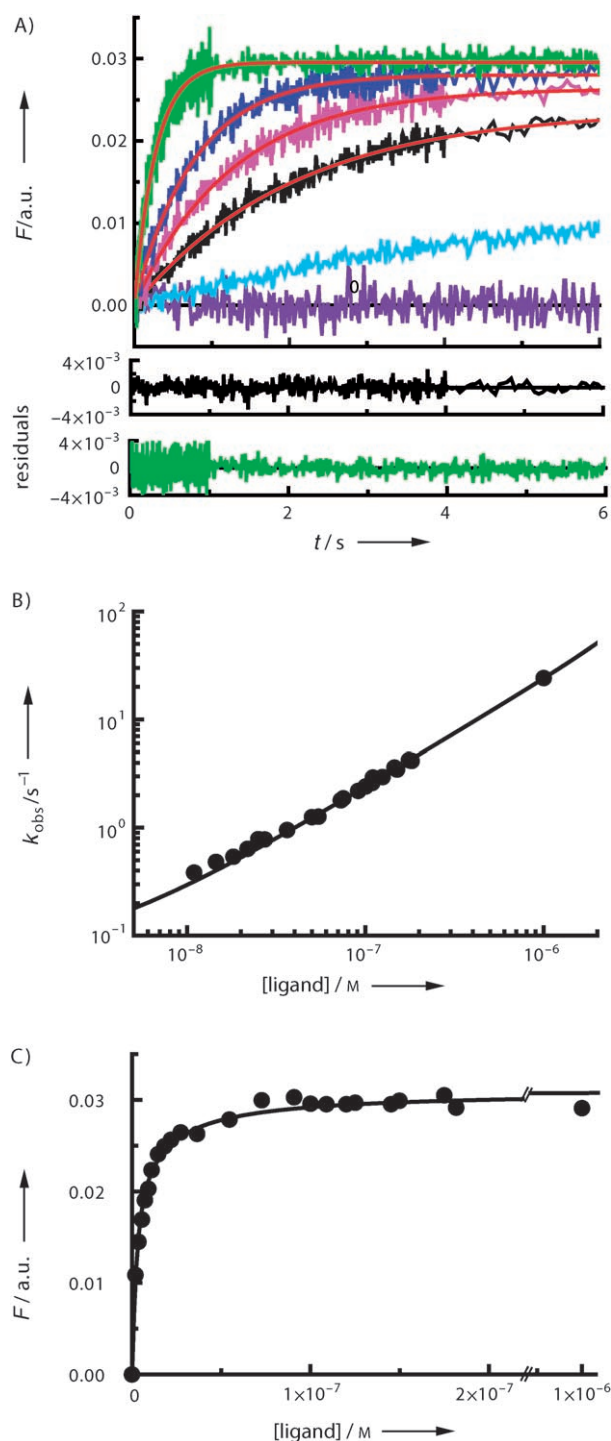 A)
F/a.u.
0.03
0.02
0.01
0.00
0
residuals
4×10⁻³
0
−4×10⁻³
4×10⁻³
0
−4×10⁻³
0 2 4 6
t / s
B)
k_obs/s⁻¹
10²
10¹
10⁰
10⁻¹
10⁻⁸ 10⁻⁷ 10⁻⁶
[ligand] / M
C)
F / a.u.
0.03
0.02
0.01
0.00
0 1×10⁻⁷ 2×10⁻⁷ 1×10⁻⁶
[ligand] / M